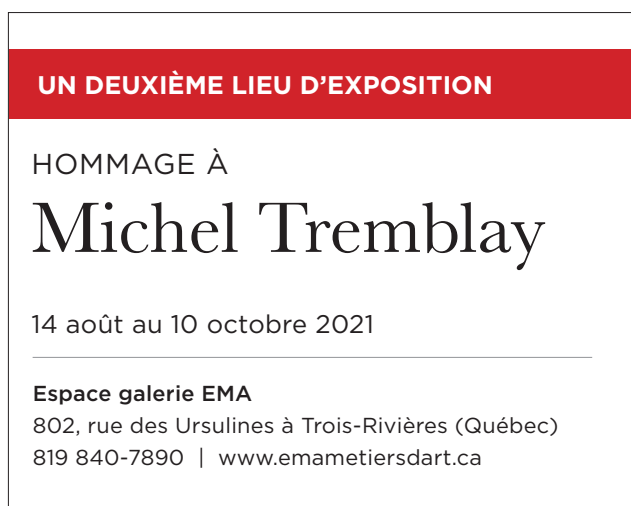 UN DEUXIÈME LIEU D’EXPOSITION
HOMMAGE À
Michel Tremblay
14 août au 10 octobre 2021
Espace galerie EMA
802, rue des Ursulines à Trois-Rivières (Québec)
819 840-7890 | www.emametiersdart.ca